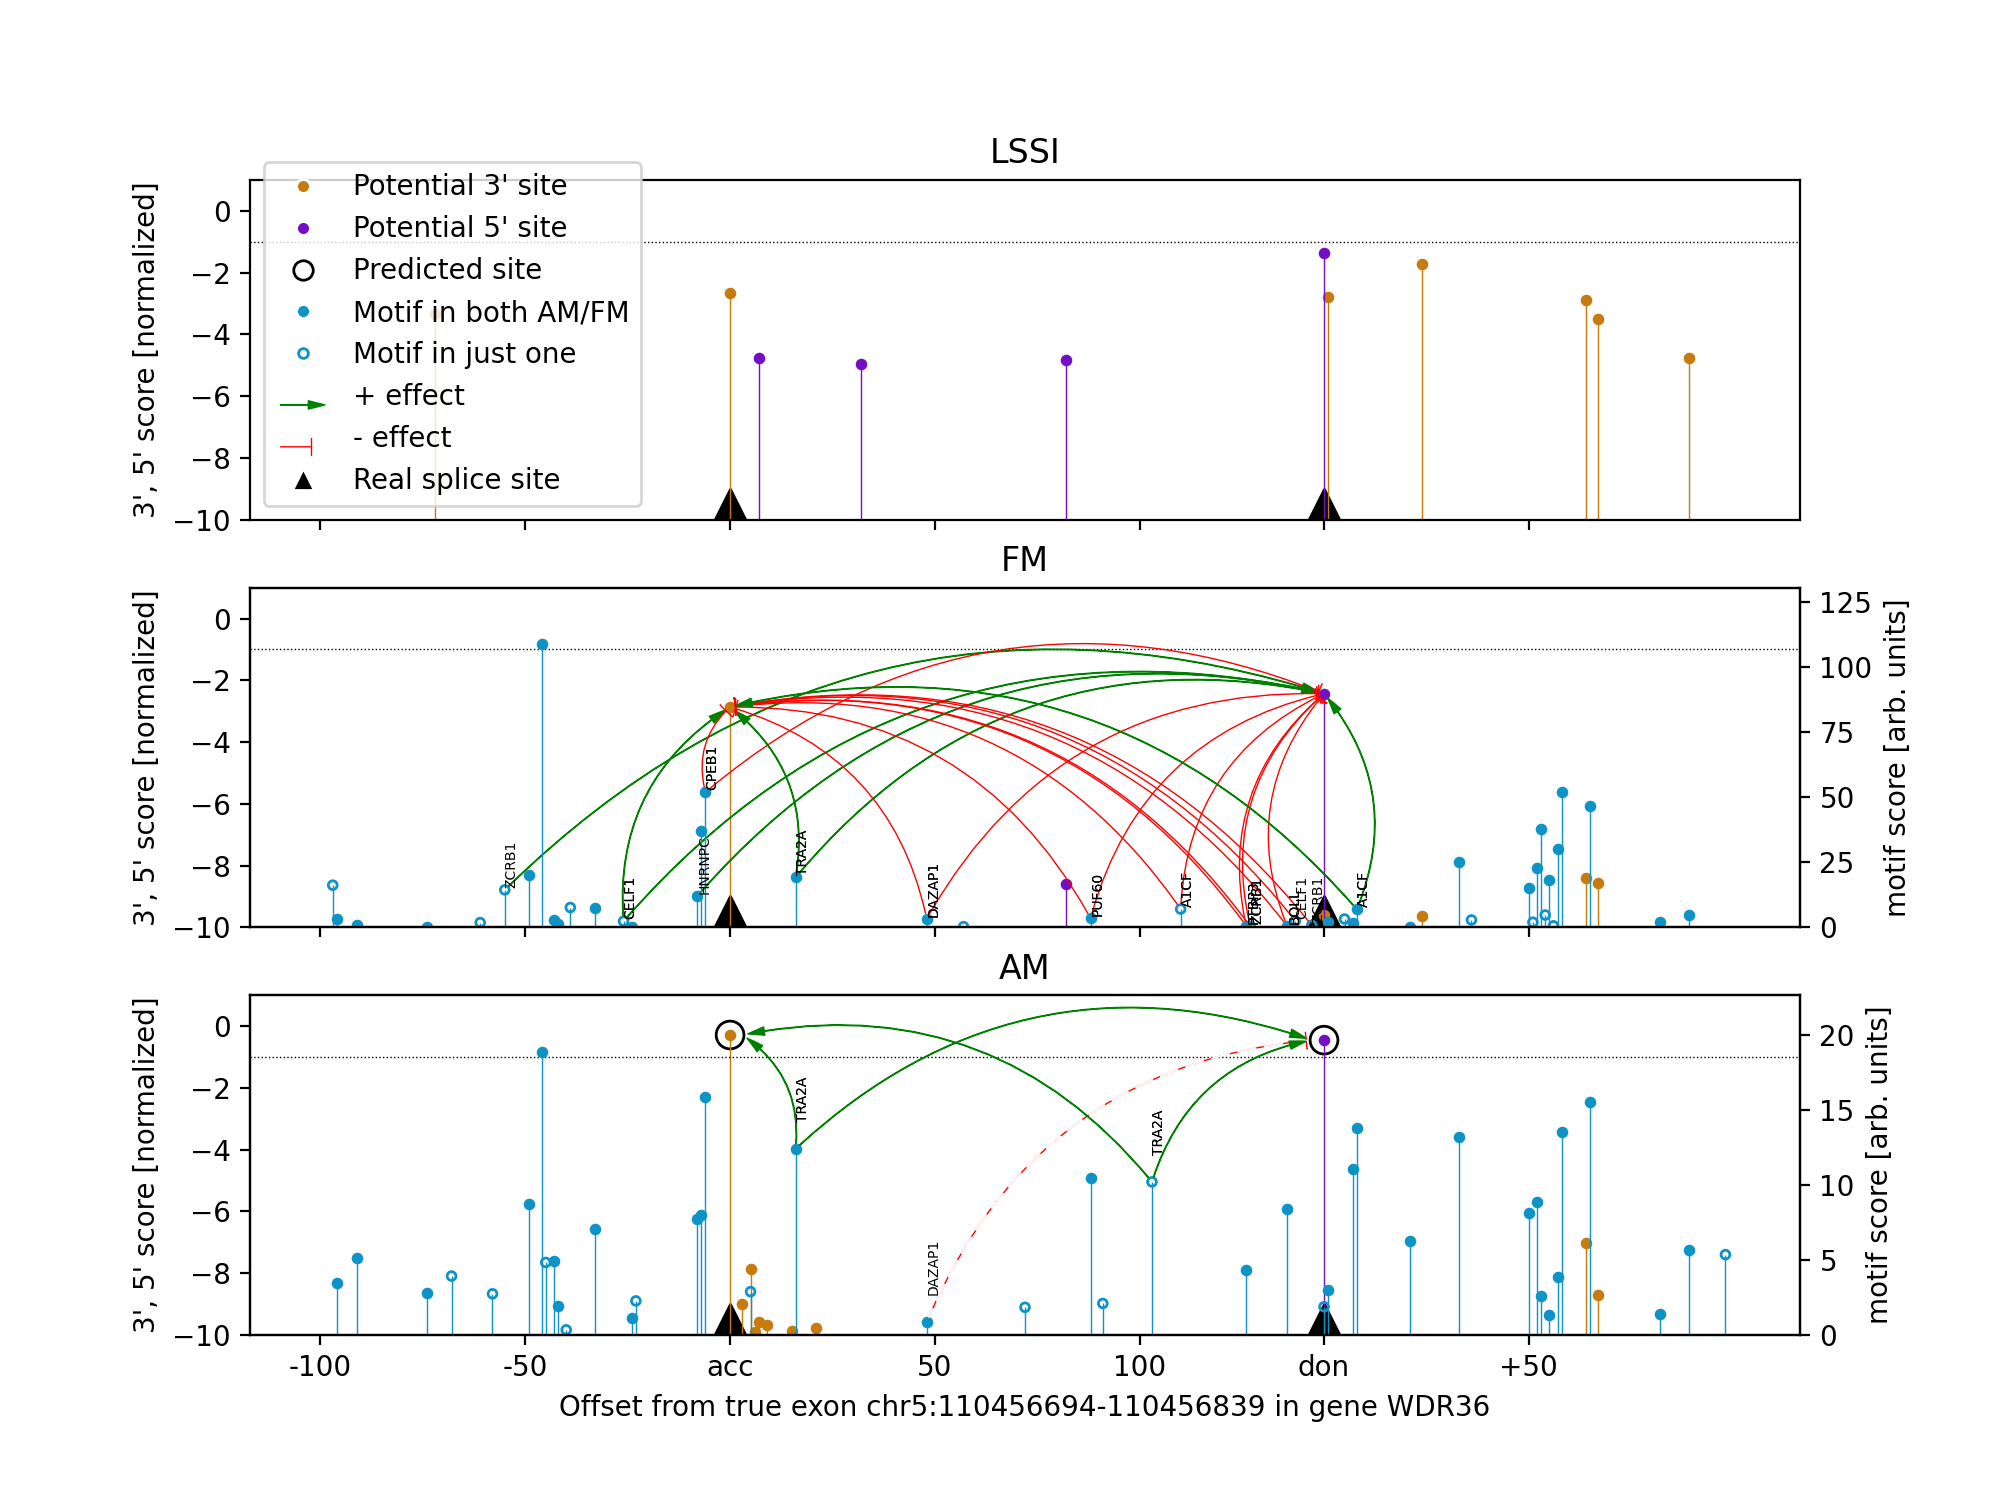 LSSI
3', 5' score [normalized]
0
−2
−4
−6
−8
−10
Potential 3' site
Potential 5' site
Predicted site
Motif in both AM/FM
Motif in just one
+ effect
- effect
Real splice site
FM
3', 5' score [normalized]
0
−2
−4
−6
−8
−10
ZCRB1
CELF1
HNRNPC
CPEB1
TRA2A
DAZAP1
PUF60
A1CF
CELF1
A1CF
125
100
75
50
25
0
motif score [arb. units]
AM
3', 5' score [normalized]
0
−2
−4
−6
−8
−10
TRA2A
DAZAP1
TRA2A
20
15
10
5
0
motif score [arb. units]
-100
-50
acc
50
100
don
+50
Offset from true exon chr5:110456694-110456839 in gene WDR36